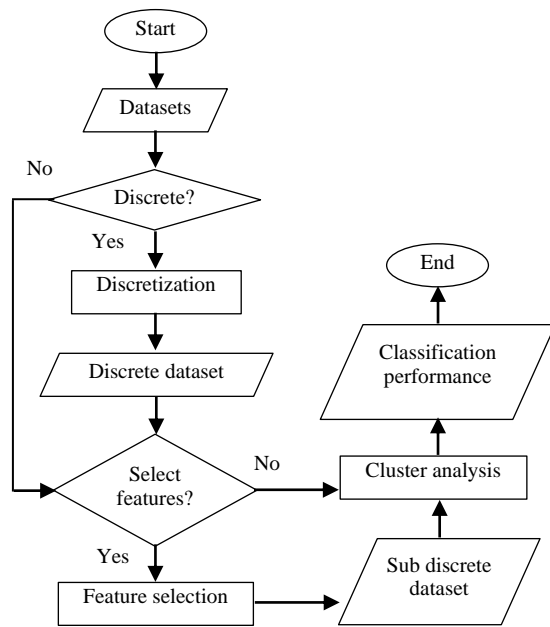 Start
Datasets
No
Discrete?
Yes
Discretization
End
Discrete dataset
Classification
performance
Select
features?
No
Cluster analysis
Yes
Feature selection
Sub discrete
dataset